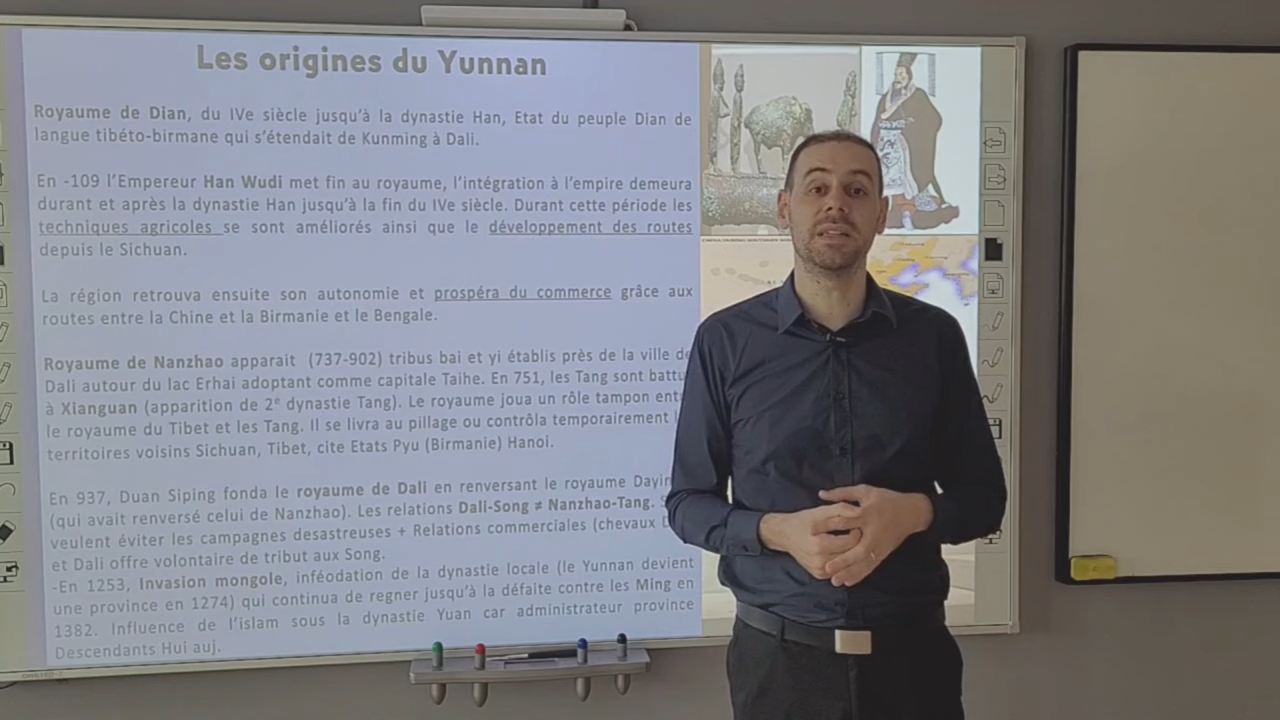 Les origines du Yunnan
Royaume de Dian, du IVe siècle jusqu'à la dynastie Han, Etat du peuple Dian de
langue tibéto-birmane qui s'étendait de Kunming à Dali.
En -109 l'Empereur Han Wudi met fin au royaume, l'intégration à l'empire demeura
durant et après la dynastie Han jusqu'à la fin du IVe siècle. Durant cette période les
techniques agricoles se sont améliorés ainsi que le développement des routes
depuis le Sichuan.
La région retrouva ensuite son autonomie et prospéra du commerce grâce aux
routes entre la Chine et la Birmanie et le Bengale.
Royaume de Nanzhao apparait (737-902) tribus bai et yi établis près de la ville de
Dali autour du lac Erhai adoptant comme capitale Taihe. En 751, les Tang sont
à Xianguan (apparition de 2e dynastie Tang). Le royaume joua un rôle tampon
le royaume du Tibet et les Tang. Il se livra au pillage ou contrôla temporairement
territoires voisins Sichuan, Tibet, cite Etats Pyu (Birmanie) Hanoi.
En 937, Duan Siping fonda le royaume de Dali en renversant le royaume
(qui avait renversé celui de Nanzhao). Les relations Dali-Song ≠ Nanzhao-Tang.
veulent éviter les campagnes desastreuses + Relations commerciales (chevaux
et Dali offre volontaire de tribut aux Song.
-En 1253, Invasion mongole, inféodation de la dynastie locale (le Yunnan devient
une province en 1274) qui continua de regner jusqu'à la défaite contre les Ming en
1382. Influence de l'islam sous la dynastie Yuan car administrateur province
Descendants Hui auj.